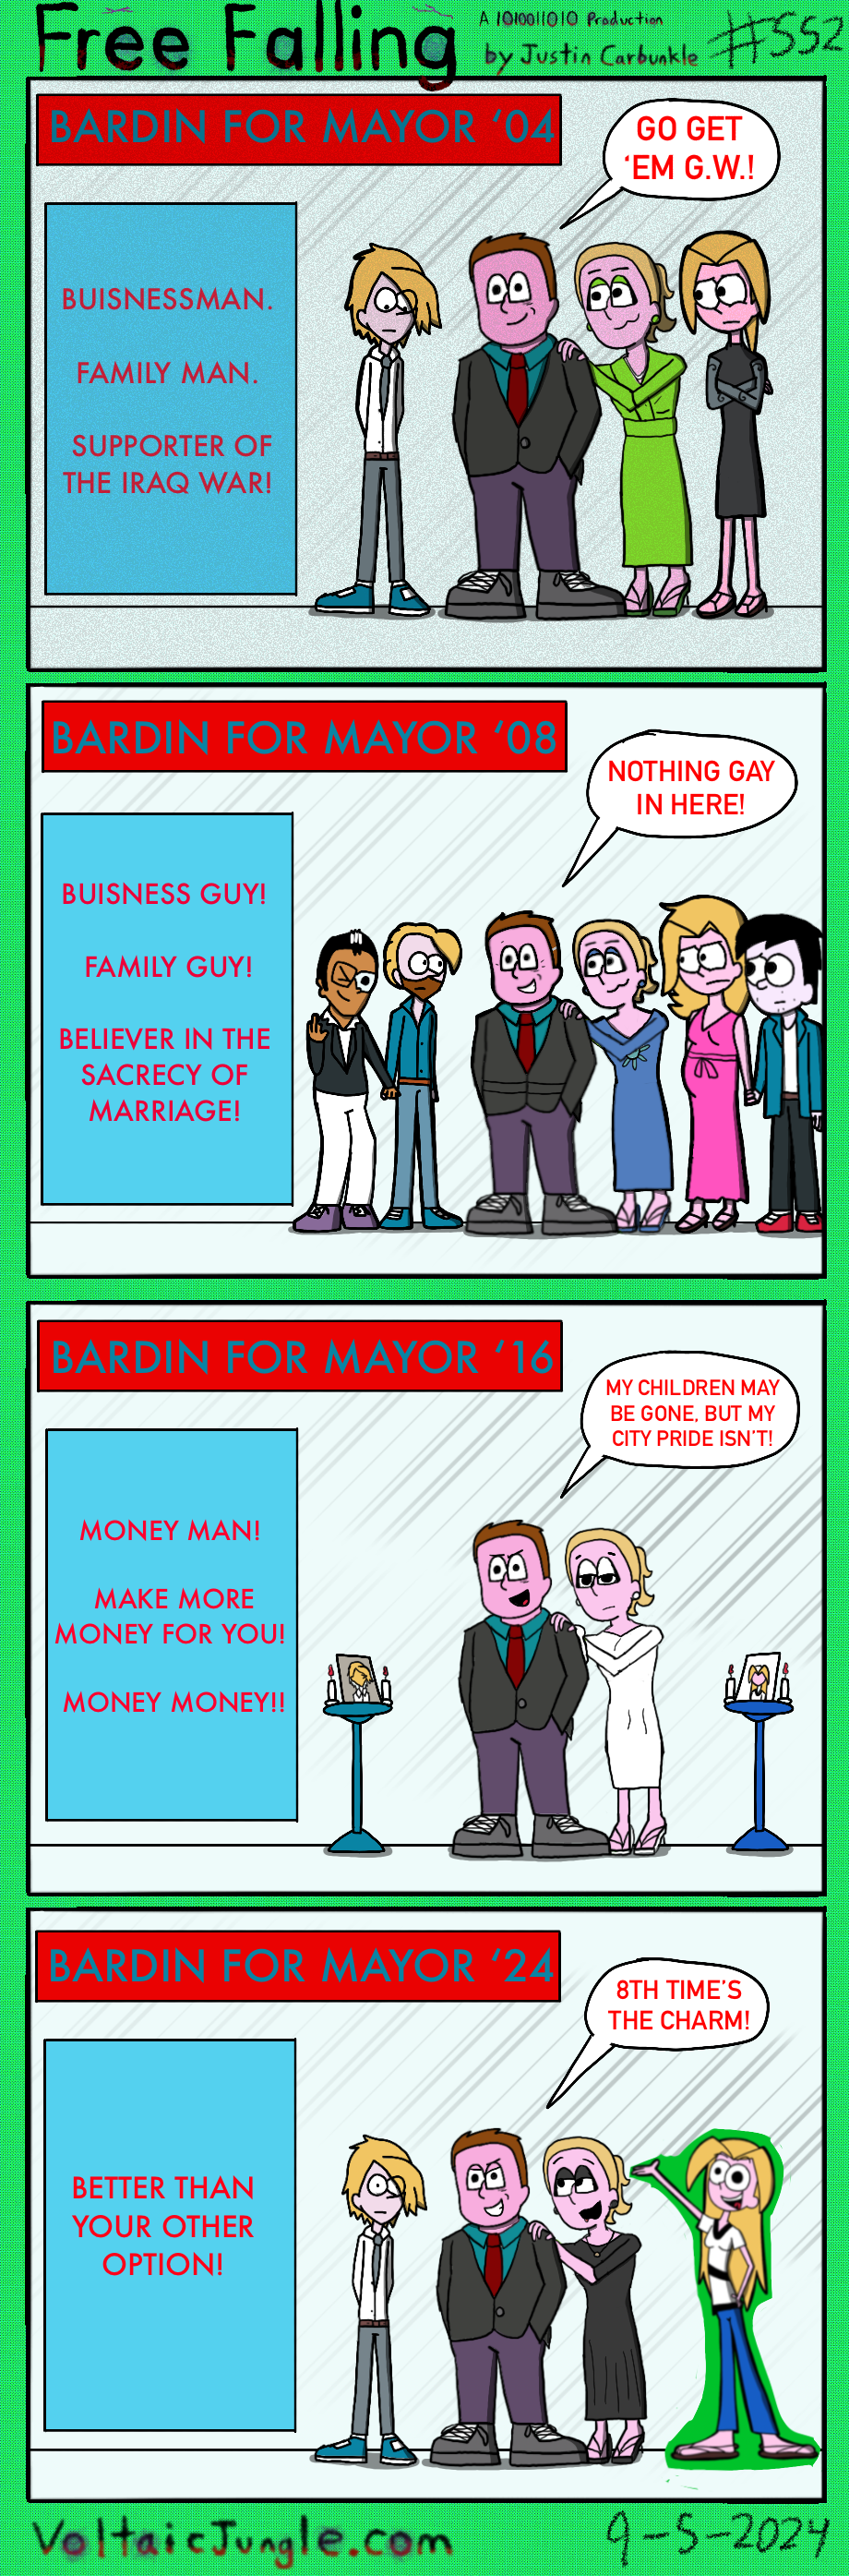 Free Falling
A 1010011010 Production
by Justin Carbunkle
#552
BARDIN FOR MAYOR ‘04
GO GET
‘EM G.W.!
BUISNESSMAN.
FAMILY MAN.
SUPPORTER OF
THE IRAQ WAR!
BARDIN FOR MAYOR ‘08
NOTHING GAY
IN HERE!
BUISNESS GUY!
FAMILY GUY!
BELIEVER IN THE
SACRECY OF
MARRIAGE!
BARDIN FOR MAYOR ‘16
MY CHILDREN MAY
BE GONE, BUT MY
CITY PRIDE ISN'T!
MONEY MAN!
MAKE MORE
MONEY FOR YOU!
MONEY MONEY!!
BARDIN FOR MAYOR ‘24
8TH TIME'S
THE CHARM!
BETTER THAN
YOUR OTHER
OPTION!
VoltaicJungle.com
9-5-2024